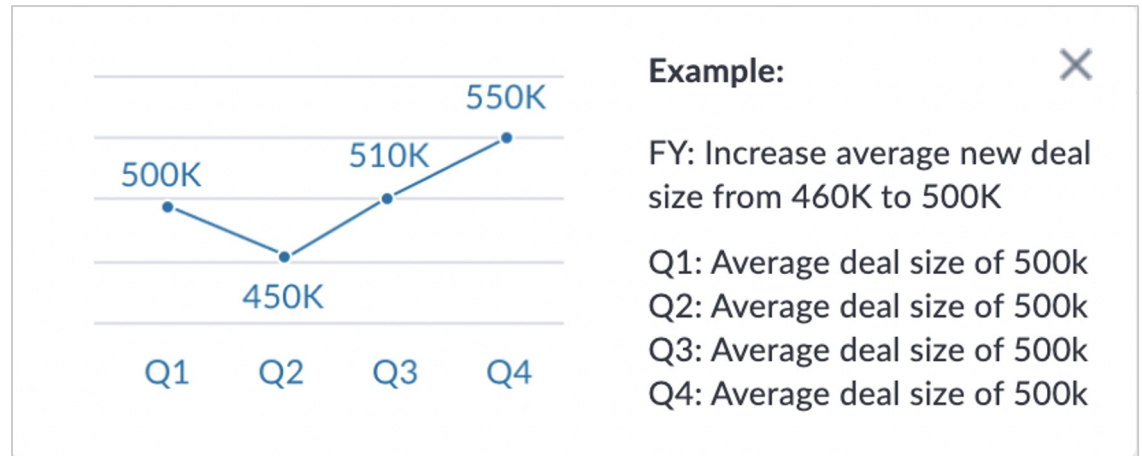 550K
510K
500K
450K
Q1 Q2 Q3 Q4
Example:
FY: Increase average new deal
size from 460K to 500K
Q1: Average deal size of 500k
Q2: Average deal size of 500k
Q3: Average deal size of 500k
Q4: Average deal size of 500k